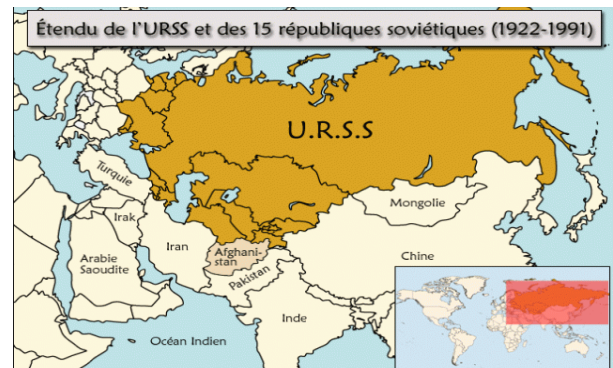 Étendu de l'URSS et des 15 républiques soviétiques (1922-1991)
U.R.S.S
Turquie
Mongolie
Irak
Iran
Afghani-
stan
Chine
Arabie
Saoudite
Pakistan
Inde
Océan Indien